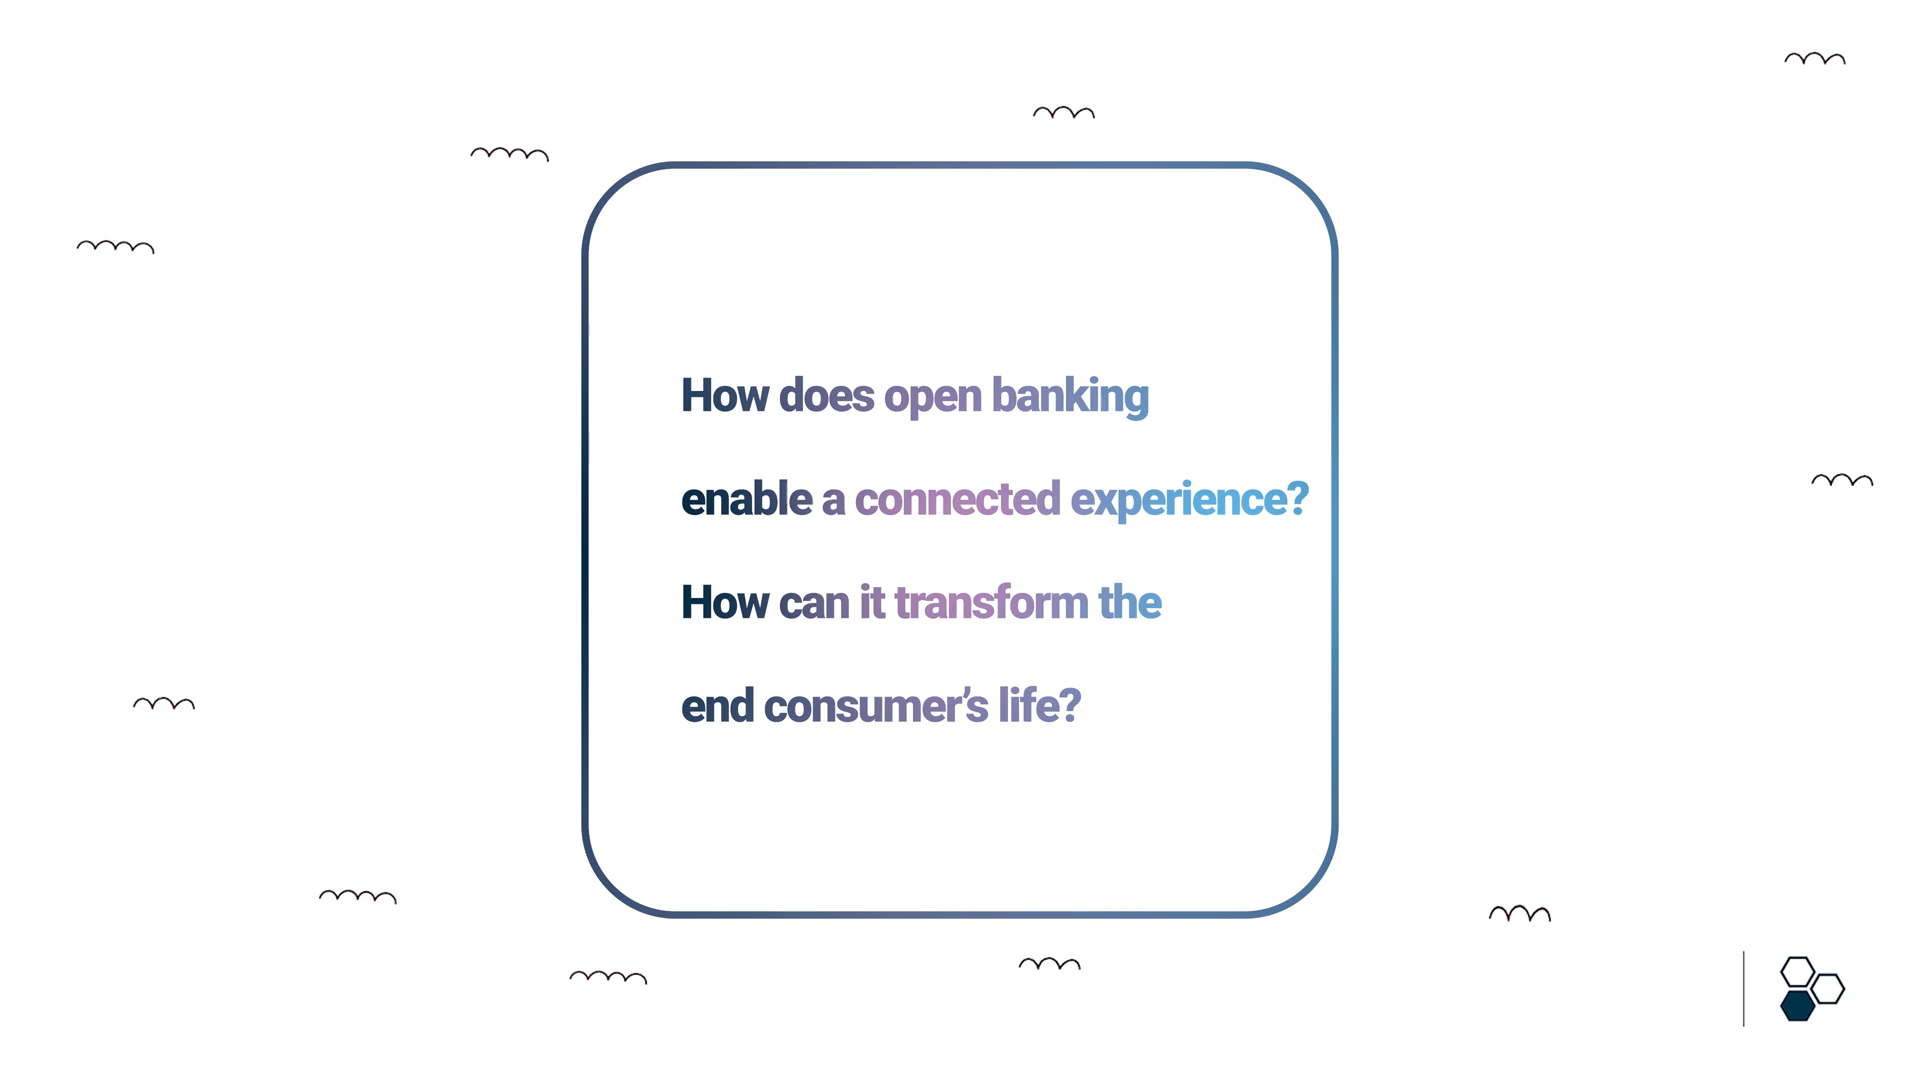 How does open banking
enable a connected experience?
How can it transform the
end consumer’s life?